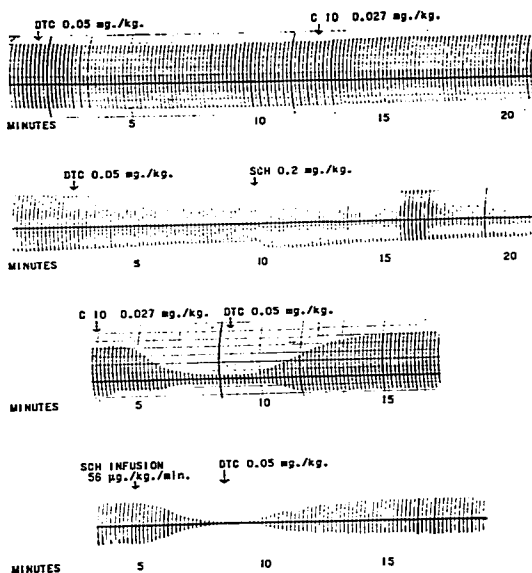 DTC 0.05 mg./kg. C 10 0.027 mg./kg.
MINUTES 5 10 15 20
DTC 0.05 mg./kg. SCH 0.2 mg./kg.
MINUTES 5 10 15 20
C 10 0.027 mg./kg. DTC 0.05 mg./kg.
MINUTES 5 10 15
SCH INFUSION
56 µg./kg./min. DTC 0.05 mg./kg.
MINUTES 5 10 15